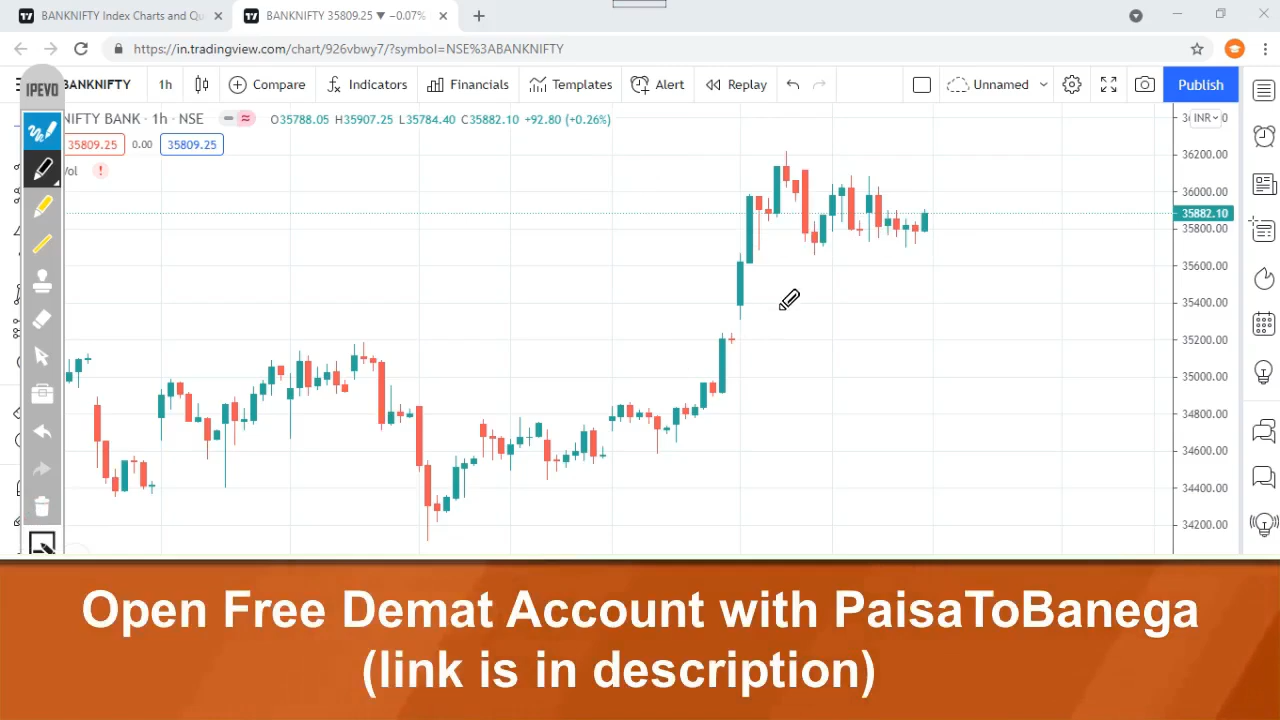 BANKNIFTY Index Charts and Qu
BANKNIFTY 35809.25 ▼ −0.07%
https://in.tradingview.com/chart/926vbwy7/?symbol=NSE%3ABANKNIFTY
IPEVO
BANKNIFTY 1h Compare Indicators Financials Templates Alert Replay Unnamed Publish
NIFTY BANK · 1h · NSE O35788.05 H35907.25 L35784.40 C35882.10 +92.80 (+0.26%)
INR
35809.25 0.00 35809.25
Vol
36200.00
36000.00
35882.10
35800.00
35600.00
35400.00
35200.00
35000.00
34800.00
34600.00
34400.00
34200.00
Open Free Demat Account with PaisaToBanega
(link is in description)